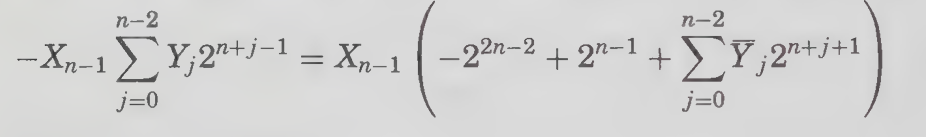 $-X_{n-1} \sum_{j=0}^{n-2} Y_j 2^{n+j-1} = X_{n-1} \left( -2^{2n-2} + 2^{n-1} + \sum_{j=0}^{n-2} \overline{Y}_j 2^{n+j+1} \right)$